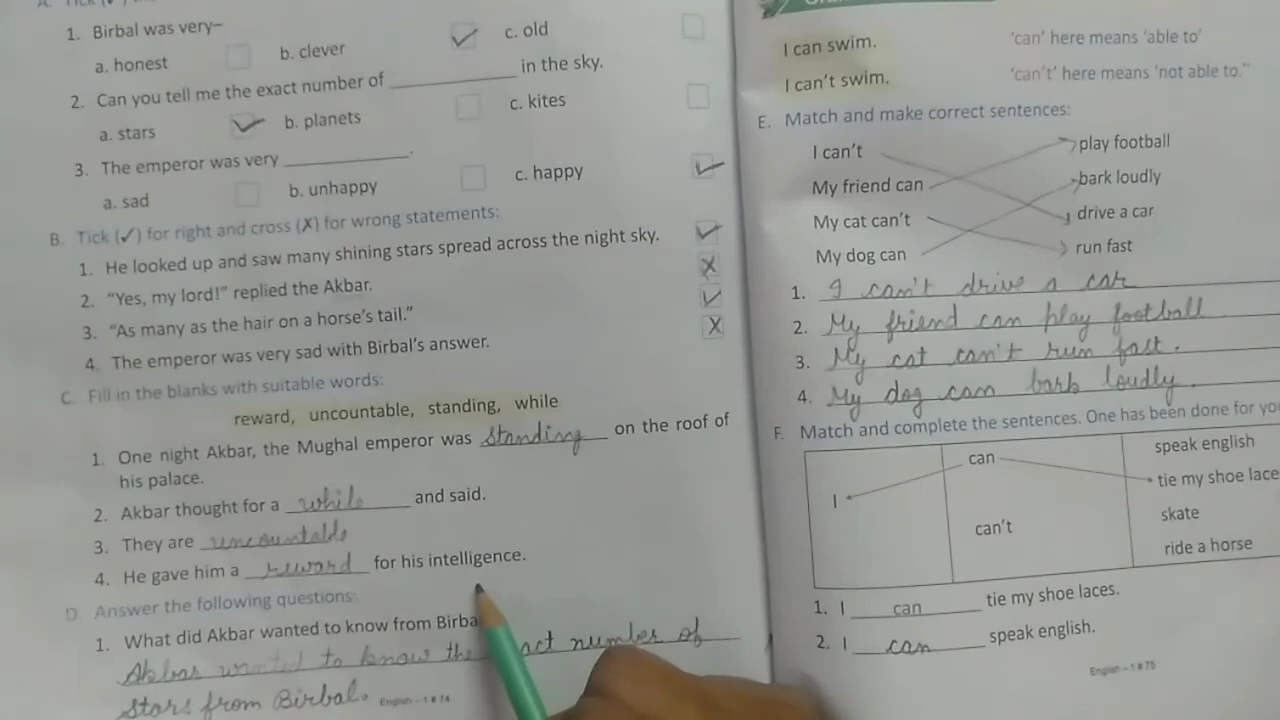 1. Birbal was very–
a. honest b. clever ✓ c. old
2. Can you tell me the exact number of ____________ in the sky.
a. stars ✓ b. planets c. kites
3. The emperor was very ____________.
a. sad b. unhappy c. happy ✓
B. Tick (✓) for right and cross (✗) for wrong statements:
1. He looked up and saw many shining stars spread across the night sky. ✓
2. “Yes, my lord!” replied the Akbar. ✗
3. “As many as the hair on a horse’s tail.” ✓
4. The emperor was very sad with Birbal’s answer. ✗
C. Fill in the blanks with suitable words:
reward, uncountable, standing, while
1. One night Akbar, the Mughal emperor was standing on the roof of
his palace.
2. Akbar thought for a while and said.
3. They are uncountable
4. He gave him a reward for his intelligence.
D. Answer the following questions:
1. What did Akbar wanted to know from
Akbar wanted to know the number of
stars from Birbal.
English – 1 # 74
I can swim. ‘can’ here means ‘able to’
I can’t swim. ‘can’t’ here means ‘not able to.”
E. Match and make correct sentences:
I can’t play football
My friend can bark loudly
My cat can’t drive a car
My dog can run fast
1. I can't drive a car
2. My friend can play football
3. My cat can't run fast.
4. My dog can bark loudly.
F. Match and complete the sentences. One has been done for
can speak english
I tie my shoe
can’t skate
ride a horse
1. I can tie my shoe laces.
2. I can speak english.
English – 1 # 75